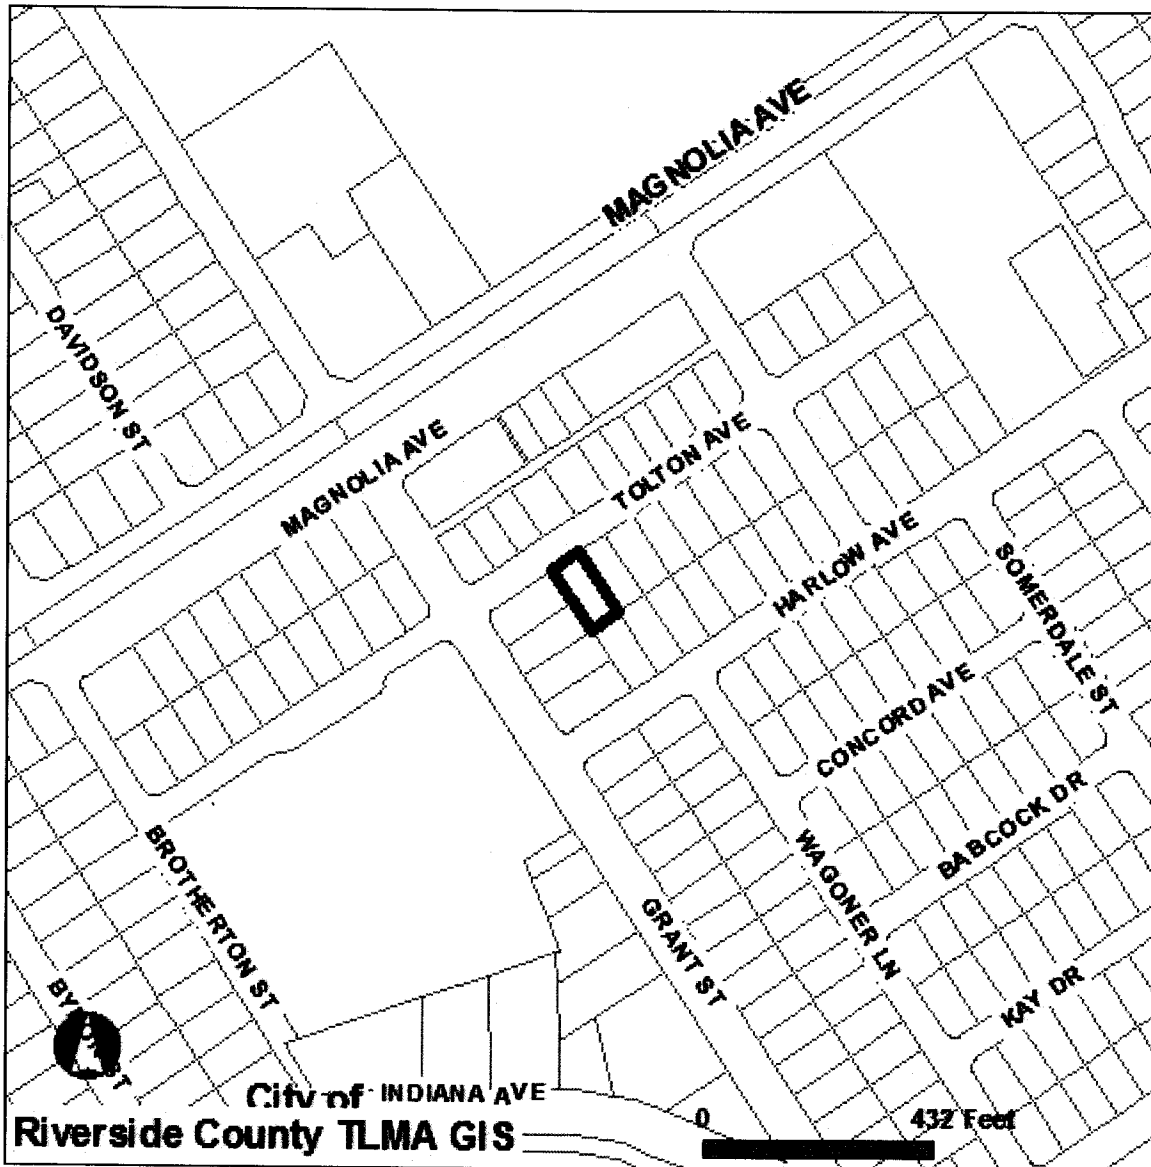 MAGNOLIA AVE
DAVIDSON ST
MAGNOLIA AVE
TOLTON AVE
HARLOW AVE
SOMERDALE ST
CONCORD AVE
BABCOCK DR
WAGONER LN
BROTHERTON ST
GRANT ST
KAY DR
ST
City of INDIANA AVE
0 432 Feet
Riverside County TLMA GIS